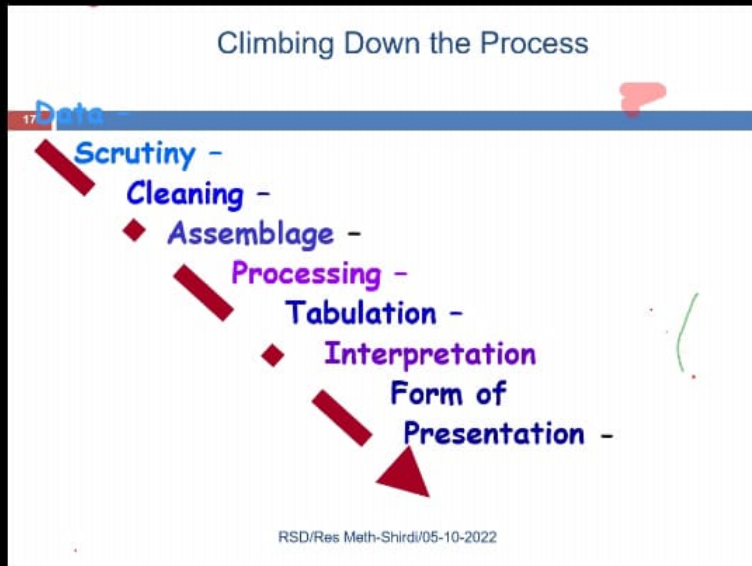 Climbing Down the Process
17
Data -
Scrutiny -
Cleaning -
Assemblage -
Processing -
Tabulation -
Interpretation
Form of
Presentation -
RSD/Res Meth-Shirdi/05-10-2022